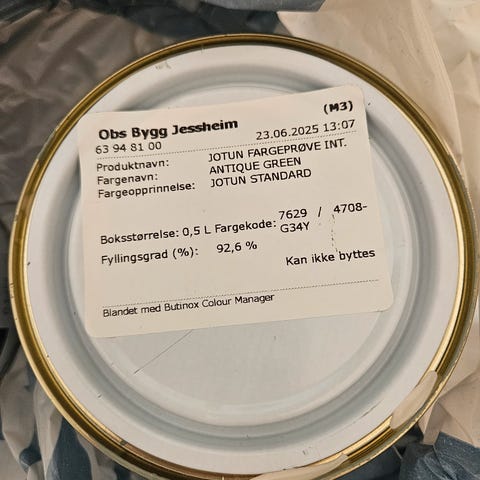 Obs Bygg Jessheim (M3)
63 94 81 00 23.06.2025 13:07
Produktnavn: JOTUN FARGEPRØVE INT.
Fargenavn: ANTIQUE GREEN
Fargeopprinnelse: JOTUN STANDARD
Boksstørrelse: 0,5 L Fargekode: 7629 / 4708-
G34Y
Fyllingsgrad (%): 92,6 %
Kan ikke byttes
Blandet med Butinox Colour Manager